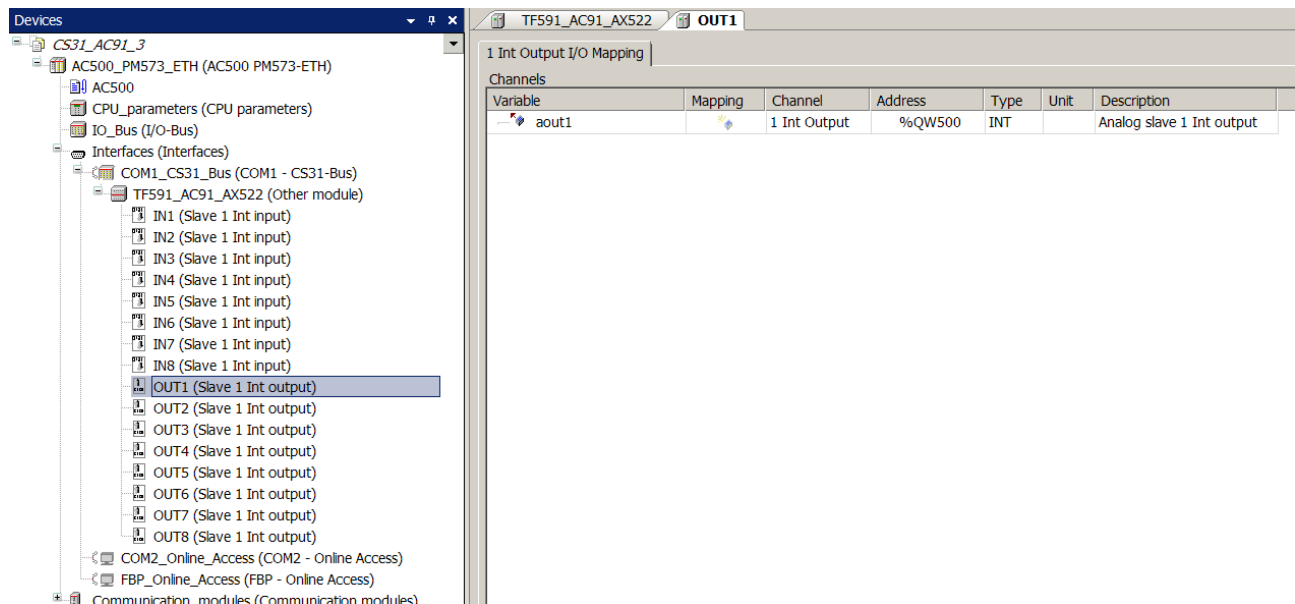 Devices
CS31_AC91_3
AC500_PM573_ETH (AC500 PM573-ETH)
AC500
CPU_parameters (CPU parameters)
IO_Bus (I/O-Bus)
Interfaces (Interfaces)
COM1_CS31_Bus (COM1 - CS31-Bus)
TF591_AC91_AX522 (Other module)
IN1 (Slave 1 Int input)
IN2 (Slave 1 Int input)
IN3 (Slave 1 Int input)
IN4 (Slave 1 Int input)
IN5 (Slave 1 Int input)
IN6 (Slave 1 Int input)
IN7 (Slave 1 Int input)
IN8 (Slave 1 Int input)
OUT1 (Slave 1 Int output)
OUT2 (Slave 1 Int output)
OUT3 (Slave 1 Int output)
OUT4 (Slave 1 Int output)
OUT5 (Slave 1 Int output)
OUT6 (Slave 1 Int output)
OUT7 (Slave 1 Int output)
OUT8 (Slave 1 Int output)
COM2_Online_Access (COM2 - Online Access)
FBP_Online_Access (FBP - Online Access)
Communication_modules (Communication modules)
TF591_AC91_AX522 OUT1
1 Int Output I/O Mapping
Channels
Variable Mapping Channel Address Type Unit Description
aout1 1 Int Output %QW500 INT Analog slave 1 Int output